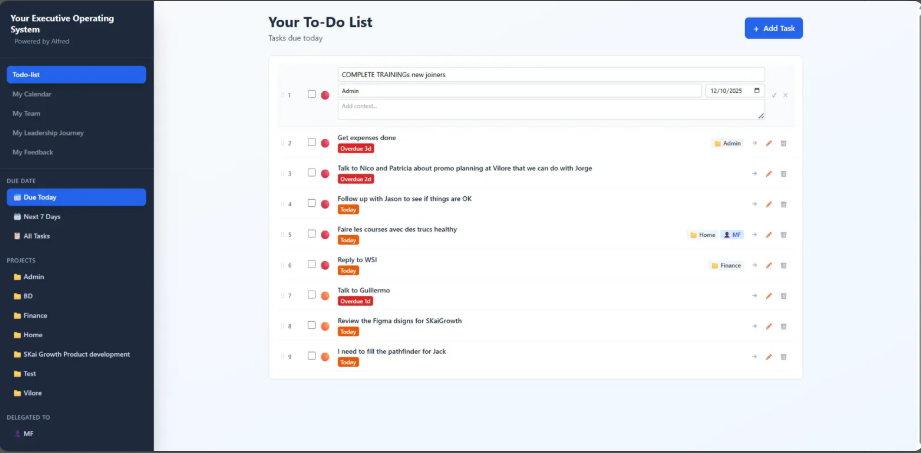 Your Executive Operating
System
Powered by Alfred
Todo-list
My Calendar
My Team
My Leadership Journey
My Feedback
DUE DATE
Due Today
Next 7 Days
All Tasks
PROJECTS
Admin
BD
Finance
Home
SKai Growth Product development
Test
Vilore
DELEGATED TO
MF
Your To-Do List
Tasks due today
+ Add Task
1
COMPLETE TRAININGs new joiners
Admin 12/10/2025
Add context...
2 Get expenses done Admin
Overdue 3d
3 Talk to Nico and Patricia about promo planning at Vilore that we can do with Jorge
Overdue 2d
4 Follow up with Jason to see if things are OK
Today
5 Faire les courses avec des trucs healthy Home MF
Today
6 Reply to WSI Finance
Today
7 Talk to Guillermo
Overdue 1d
8 Review the Figma dsigns for SKaiGrowth
Today
9 I need to fill the pathfinder for Jack
Today